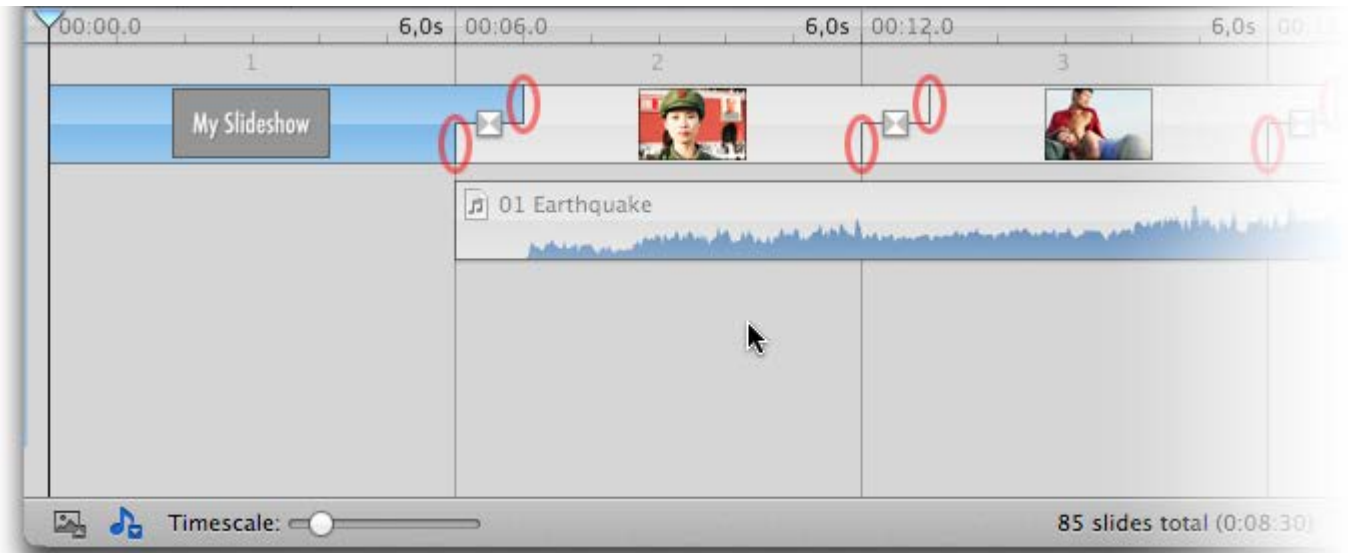 00:00.0 6,0s 00:06.0 6,0s 00:12.0 6,0s
1 2 3
My Slideshow
01 Earthquake
Timescale: 85 slides total (0:08:30)